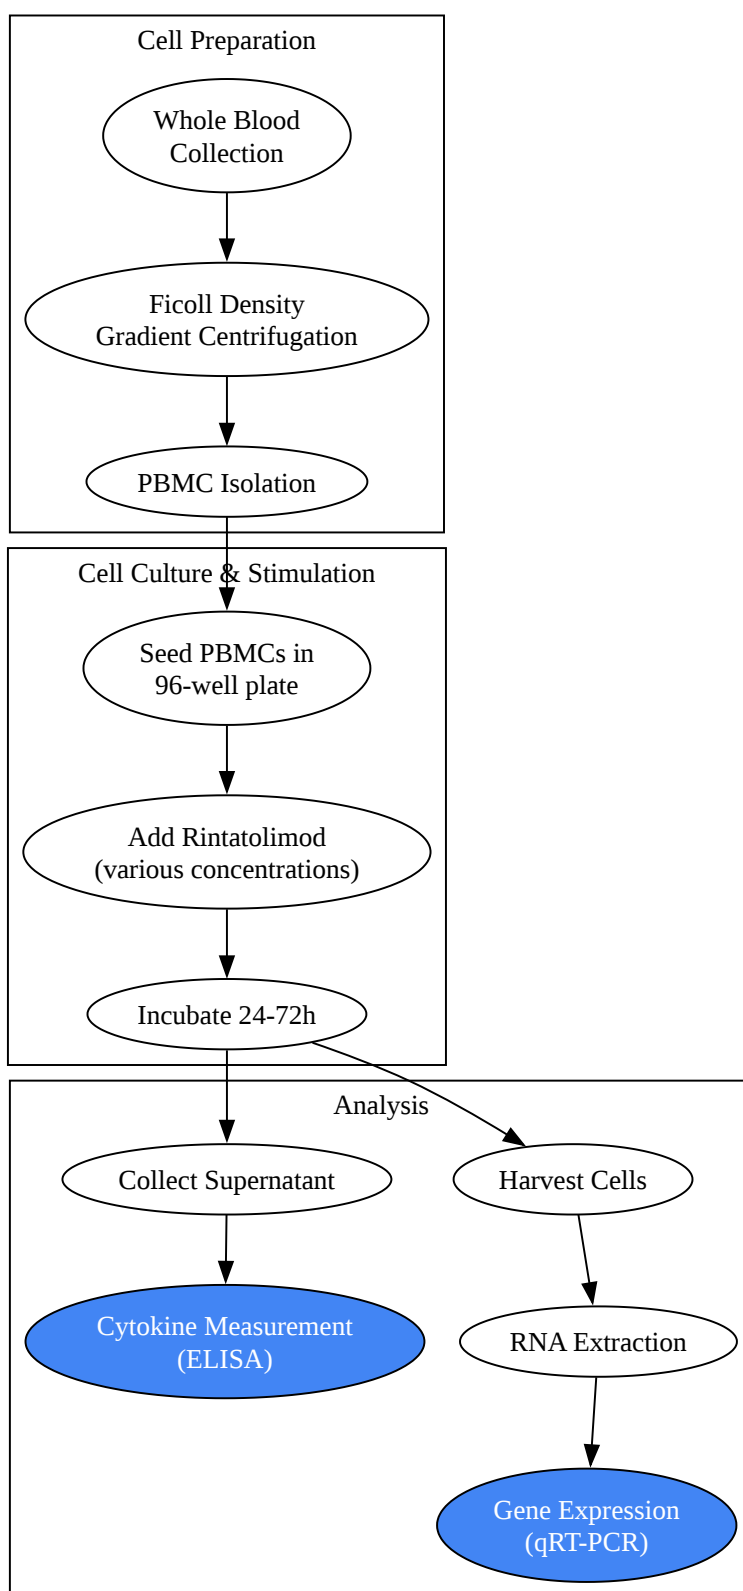 Cell Preparation
Whole Blood
Collection
Ficoll Density
Gradient Centrifugation
PBMC Isolation
Cell Culture & Stimulation
Seed PBMCs in
96-well plate
Add Rintatolimod
(various concentrations)
Incubate 24-72h
Analysis
Collect Supernatant
Harvest Cells
Cytokine Measurement
(ELISA)
RNA Extraction
Gene Expression
(qRT-PCR)